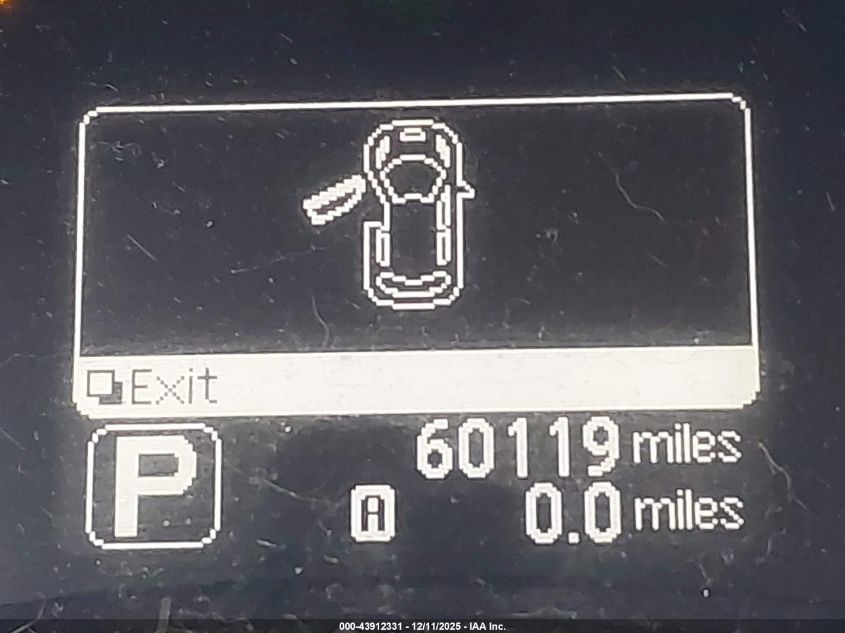 Exit
P
60119 miles
A 0.0 miles
000-43912331 - 12/11/2025 - IAA Inc.